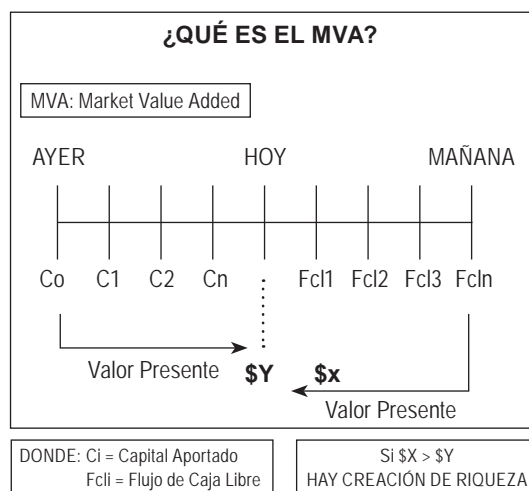 ¿QUÉ ES EL MVA?
MVA: Market Value Added
AYER HOY MAÑANA
Co C1 C2 Cn Fcl1 Fcl2 Fcl3 Fcln
Valor Presente $Y $x
Valor Presente
DONDE: Ci = Capital Aportado
Fcli = Flujo de Caja Libre
Si $X > $Y
HAY CREACIÓN DE RIQUEZA